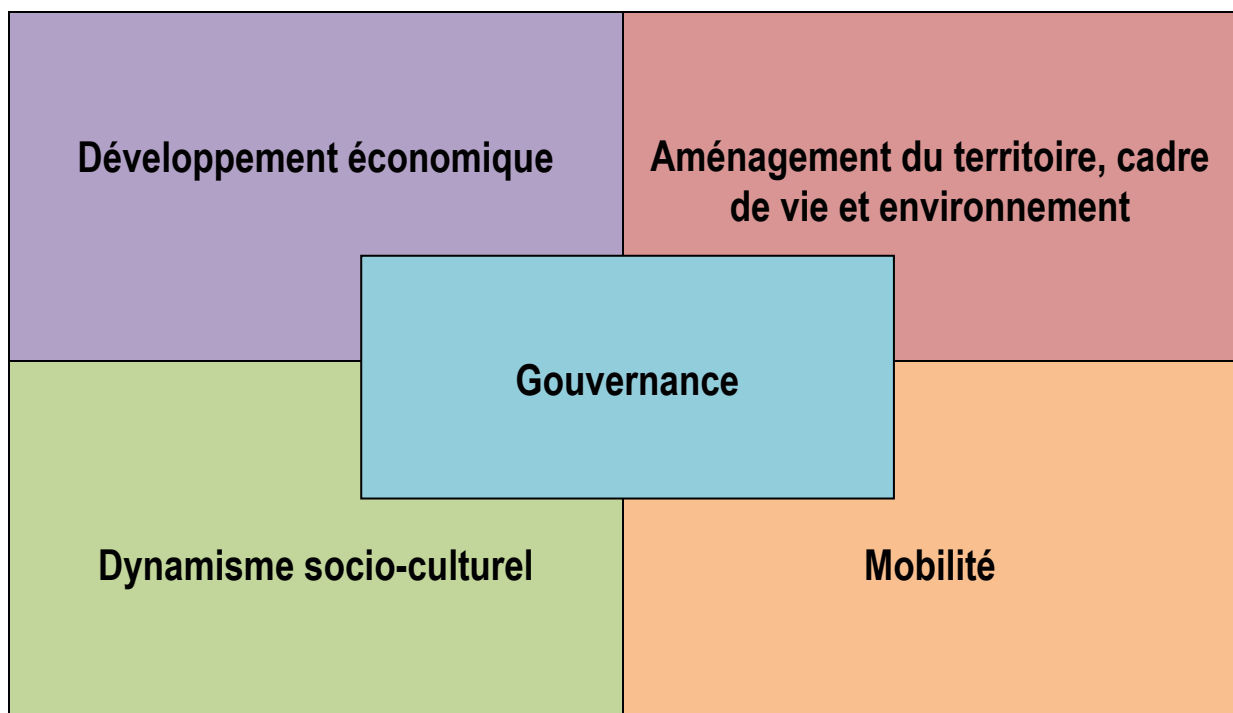 Développement économique
Aménagement du territoire, cadre
de vie et environnement
Gouvernance
Dynamisme socio-culturel
Mobilité